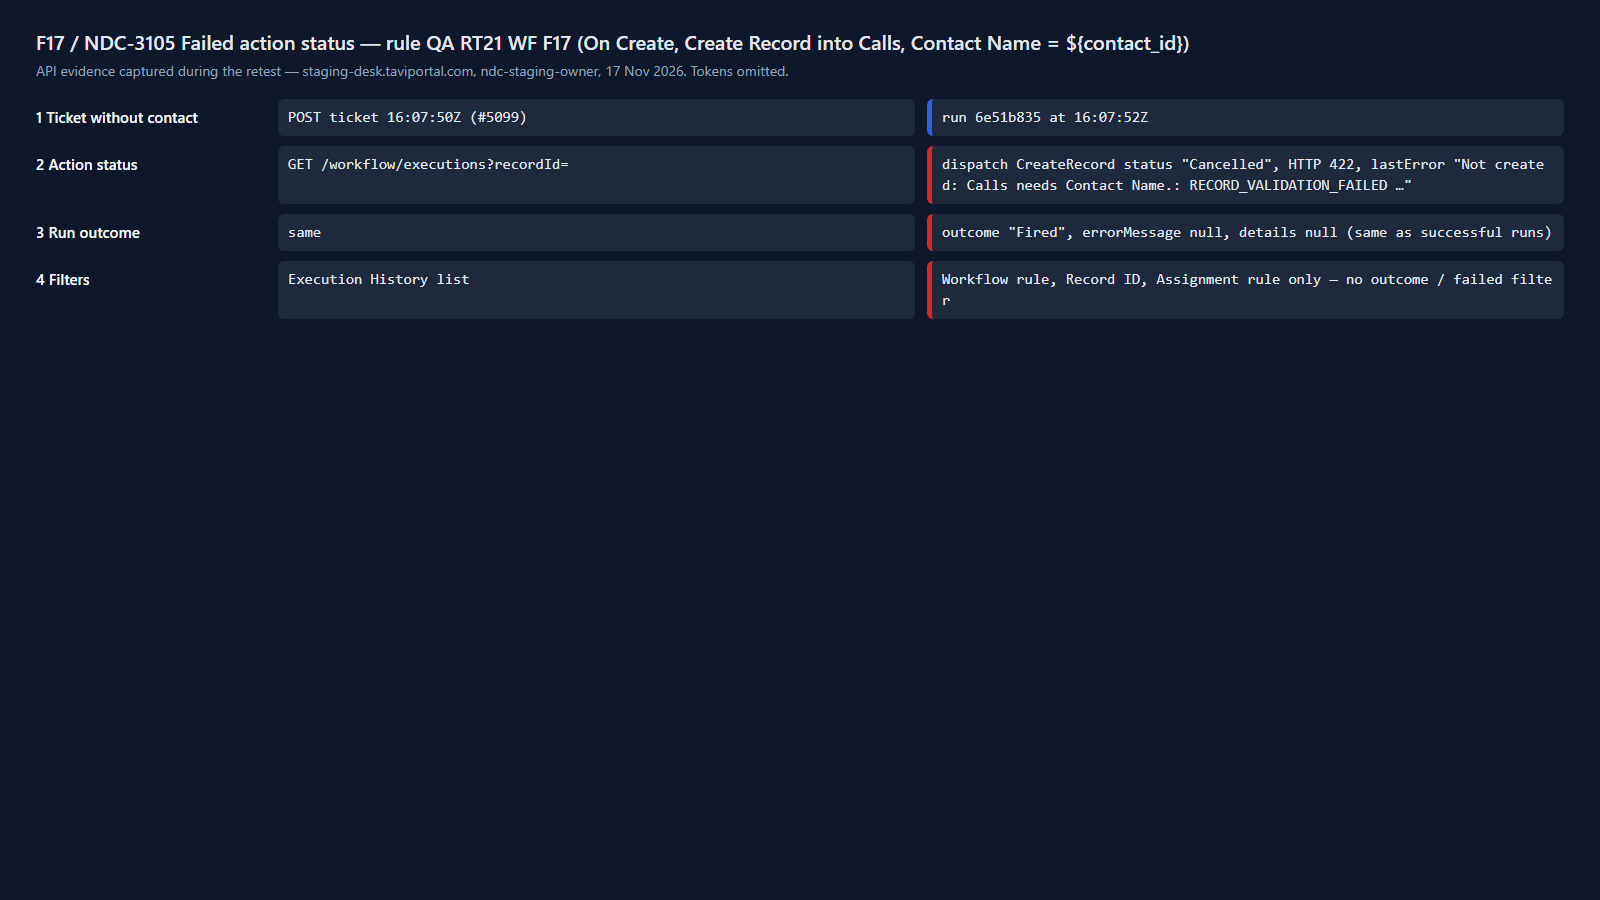 F17 / NDC-3105 Failed action status — rule QA RT21 WF F17 (On Create, Create Record into Calls, Contact Name = ${contact_id})
API evidence captured during the retest — staging-desk.taviportal.com, ndc-staging-owner, 17 Nov 2026. Tokens omitted.
1 Ticket without contact
POST ticket 16:07:50Z (#5099)
run 6e51b835 at 16:07:52Z
2 Action status
GET /workflow/executions?recordId=
dispatch CreateRecord status "Cancelled", HTTP 422, lastError "Not create
d: Calls needs Contact Name.: RECORD_VALIDATION_FAILED …"
3 Run outcome
same
outcome "Fired", errorMessage null, details null (same as successful runs)
4 Filters
Execution History list
Workflow rule, Record ID, Assignment rule only — no outcome / failed filte
r